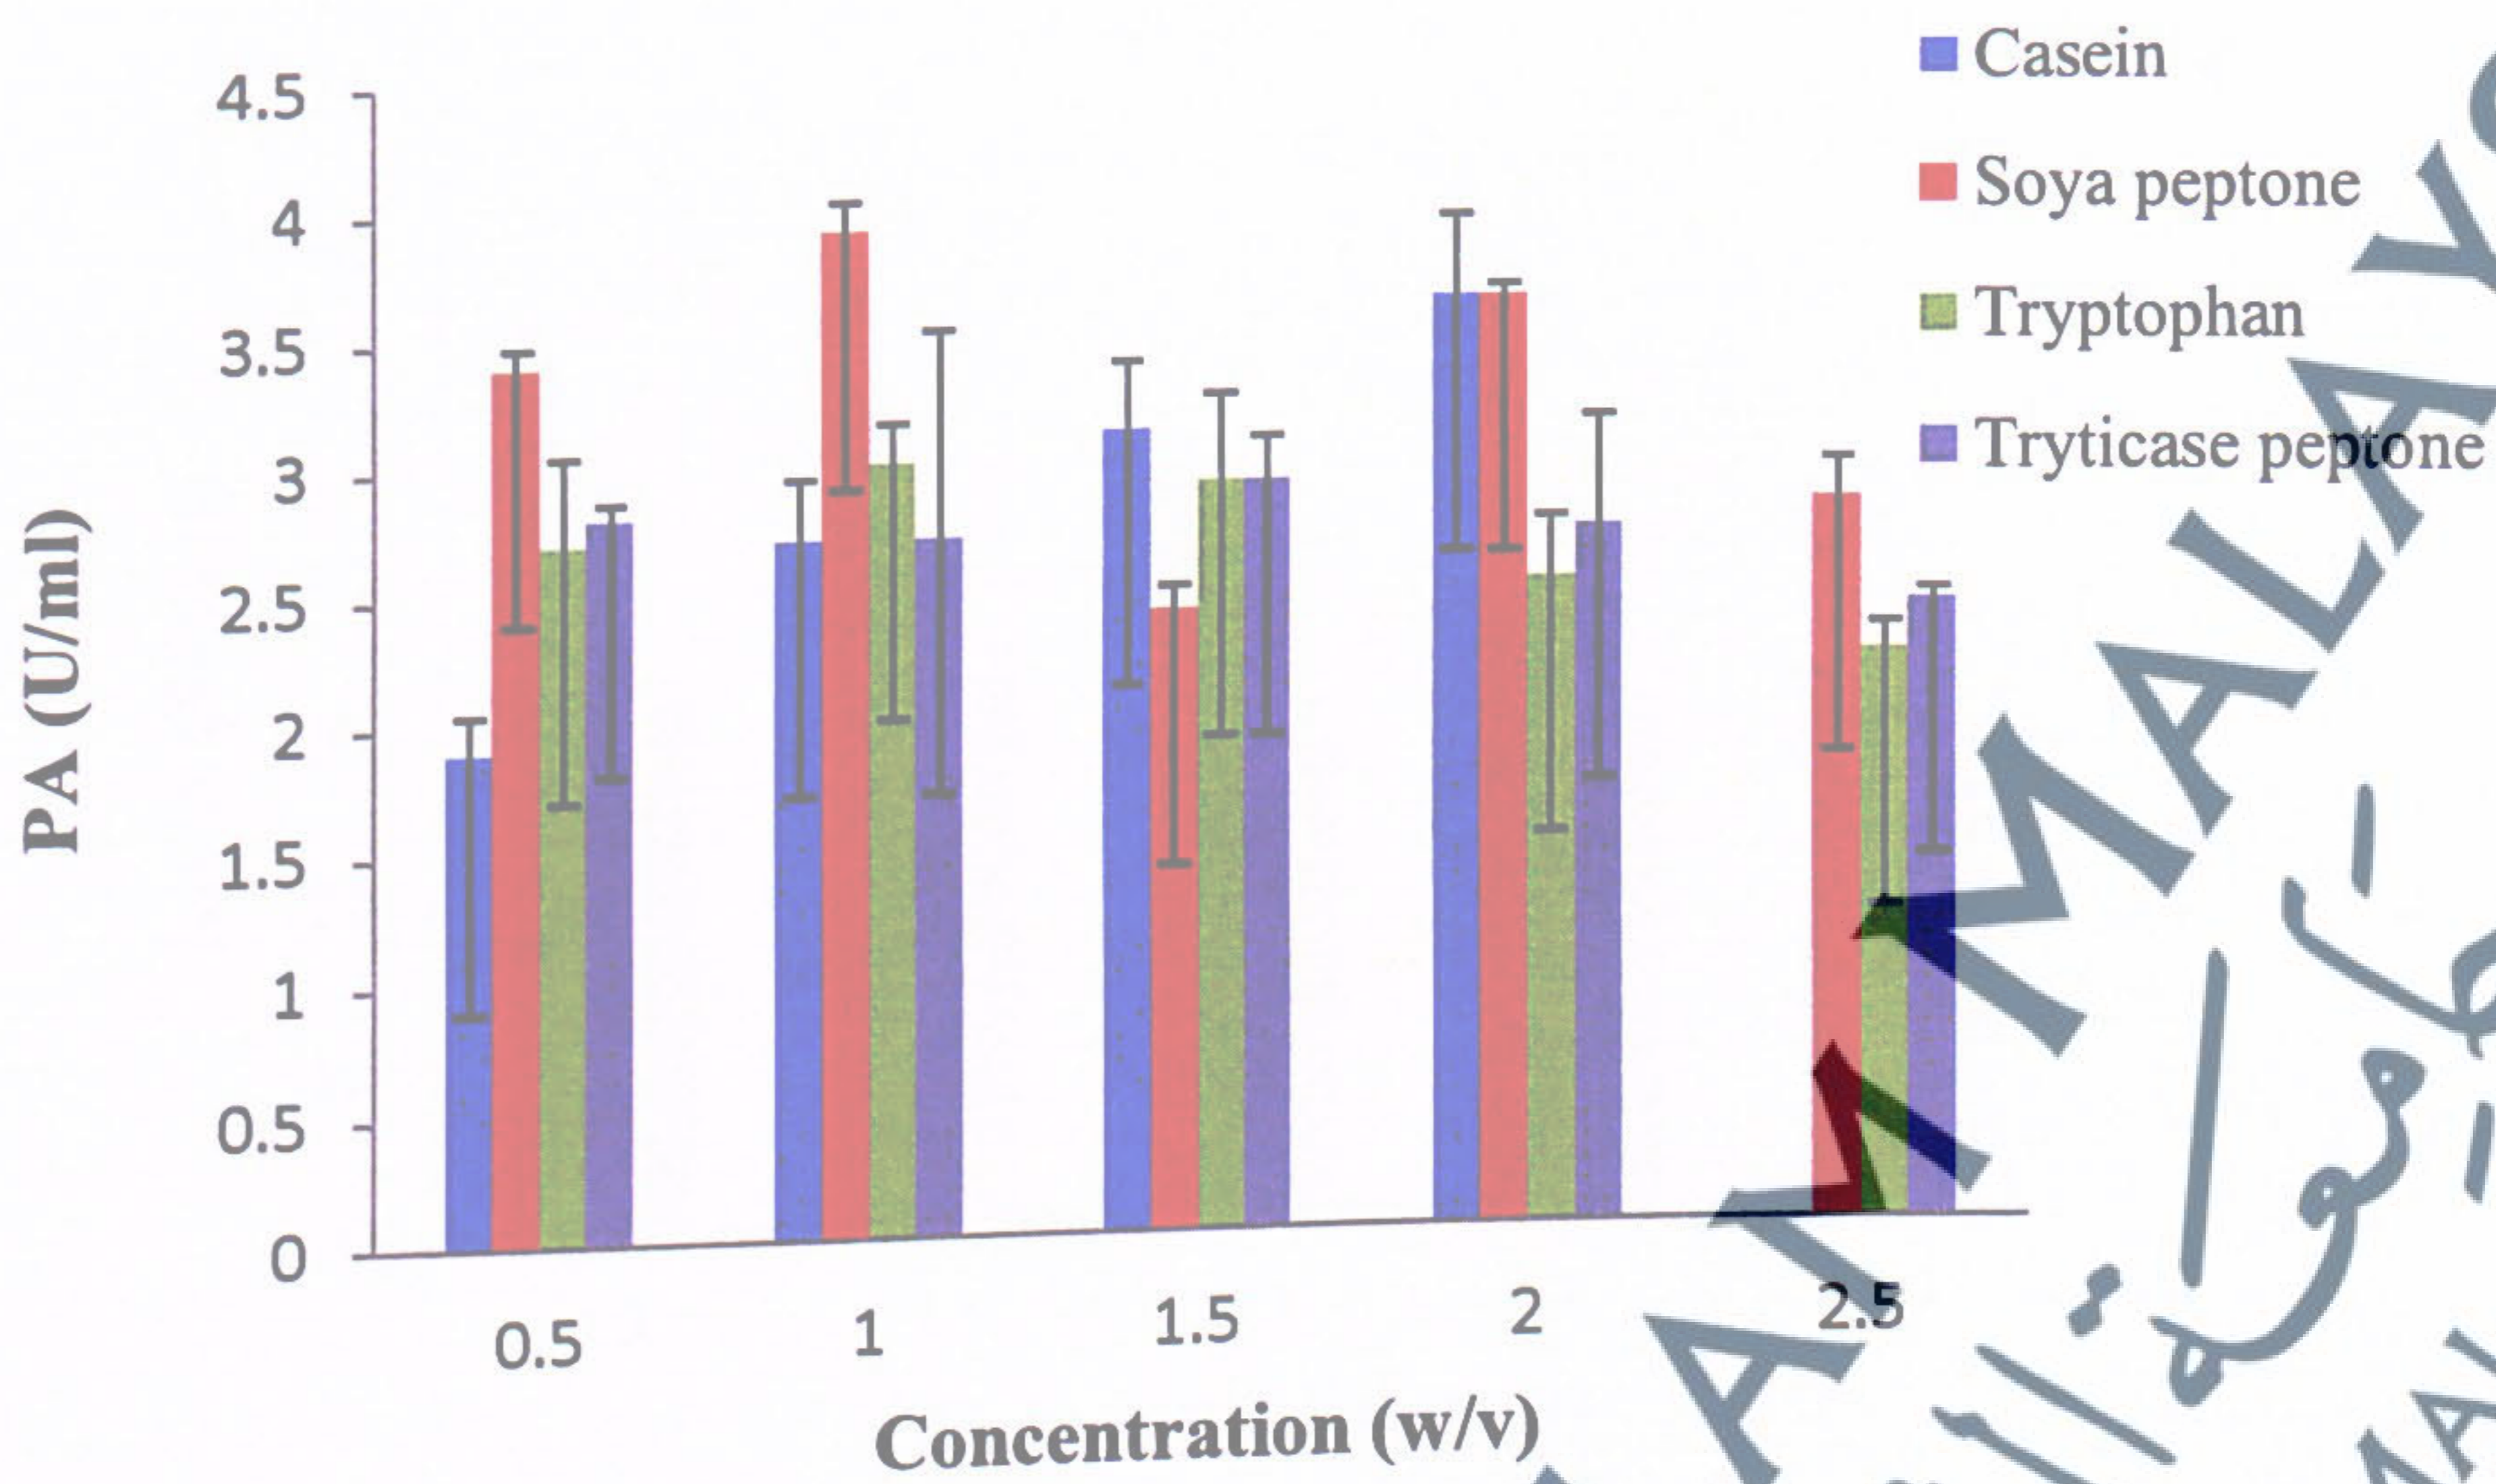 Casein
Soya peptone
Tryptophan
Tryticase peptone
4.5
4
3.5
3
2.5
2
1.5
1
0.5
0
PA (U/ml)
0.5 1 1.5 2 2.5
Concentration (w/v)